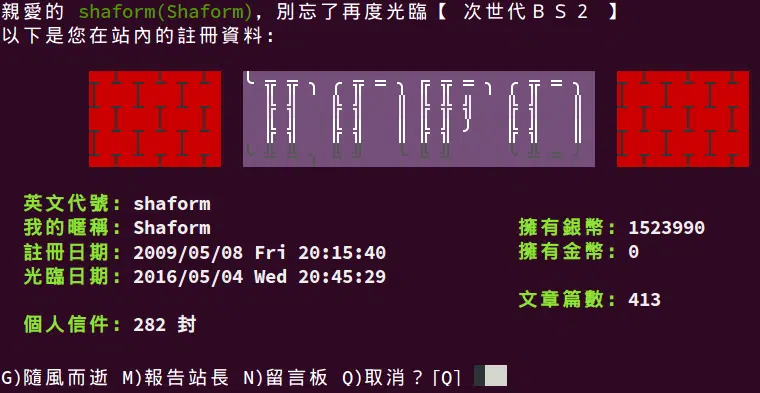 親愛的 shaform(Shaform)，別忘了再度光臨【 次世代ＢＳ２ 】
以下是您在站內的註冊資料:
英文代號: shaform
我的暱稱: Shaform
擁有銀幣: 1523990
註冊日期: 2009/05/08 Fri 20:15:40
擁有金幣: 0
光臨日期: 2016/05/04 Wed 20:45:29
文章篇數: 413
個人信件: 282 封
G)隨風而逝 M)報告站長 N)留言板 Q)取消？[Q]